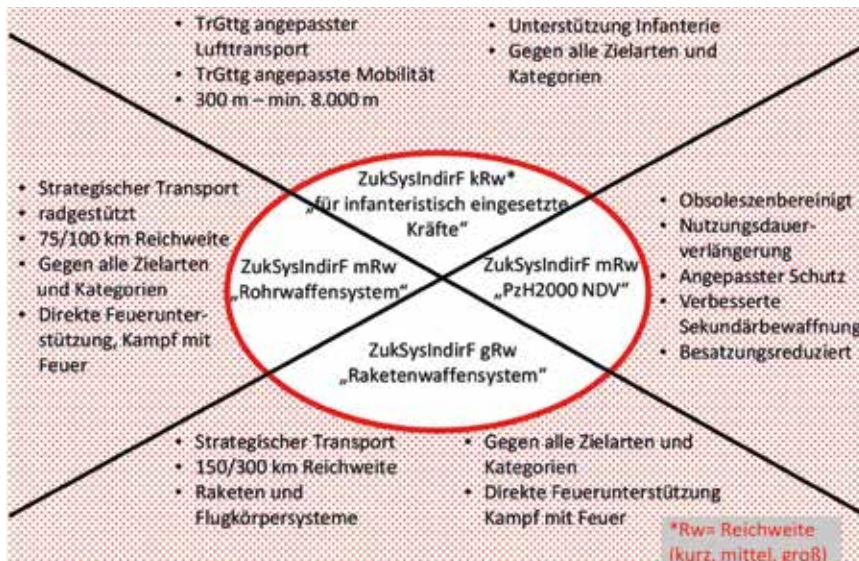 • TrGttg angepasster
Lufttransport
• TrGttg angepasste Mobilität
• 300 m – min. 8.000 m
• Unterstützung Infanterie
• Gegen alle Zielarten und
Kategorien
• Strategischer Transport
• radgestützt
• 75/100 km Reichweite
• Gegen alle Zielarten
und Kategorien
• Direkte Feuerunter-
stützung, Kampf mit
Feuer
ZukSysIndirF kRw*
„für infanteristisch eingesetzte
Kräfte“
ZukSysIndirF mRw
„Rohrwaffensystem“
ZukSysIndirF mRw
„PzH2000 NDV“
ZukSysIndirF gRw
„Raketenwaffensystem“
• Obsoleszenbereinigt
• Nutzungsdauer-
verlängerung
• Angepasster Schutz
• Verbesserte
Sekundärbewaffnung
• Besatzungsreduziert
• Strategischer Transport
• 150/300 km Reichweite
• Raketen und
Flugkörpersysteme
• Gegen alle Zielarten und
Kategorien
• Direkte Feuerunterstützung
Kampf mit Feuer
*Rw= Reichweite
(kurz, mittel, groß)